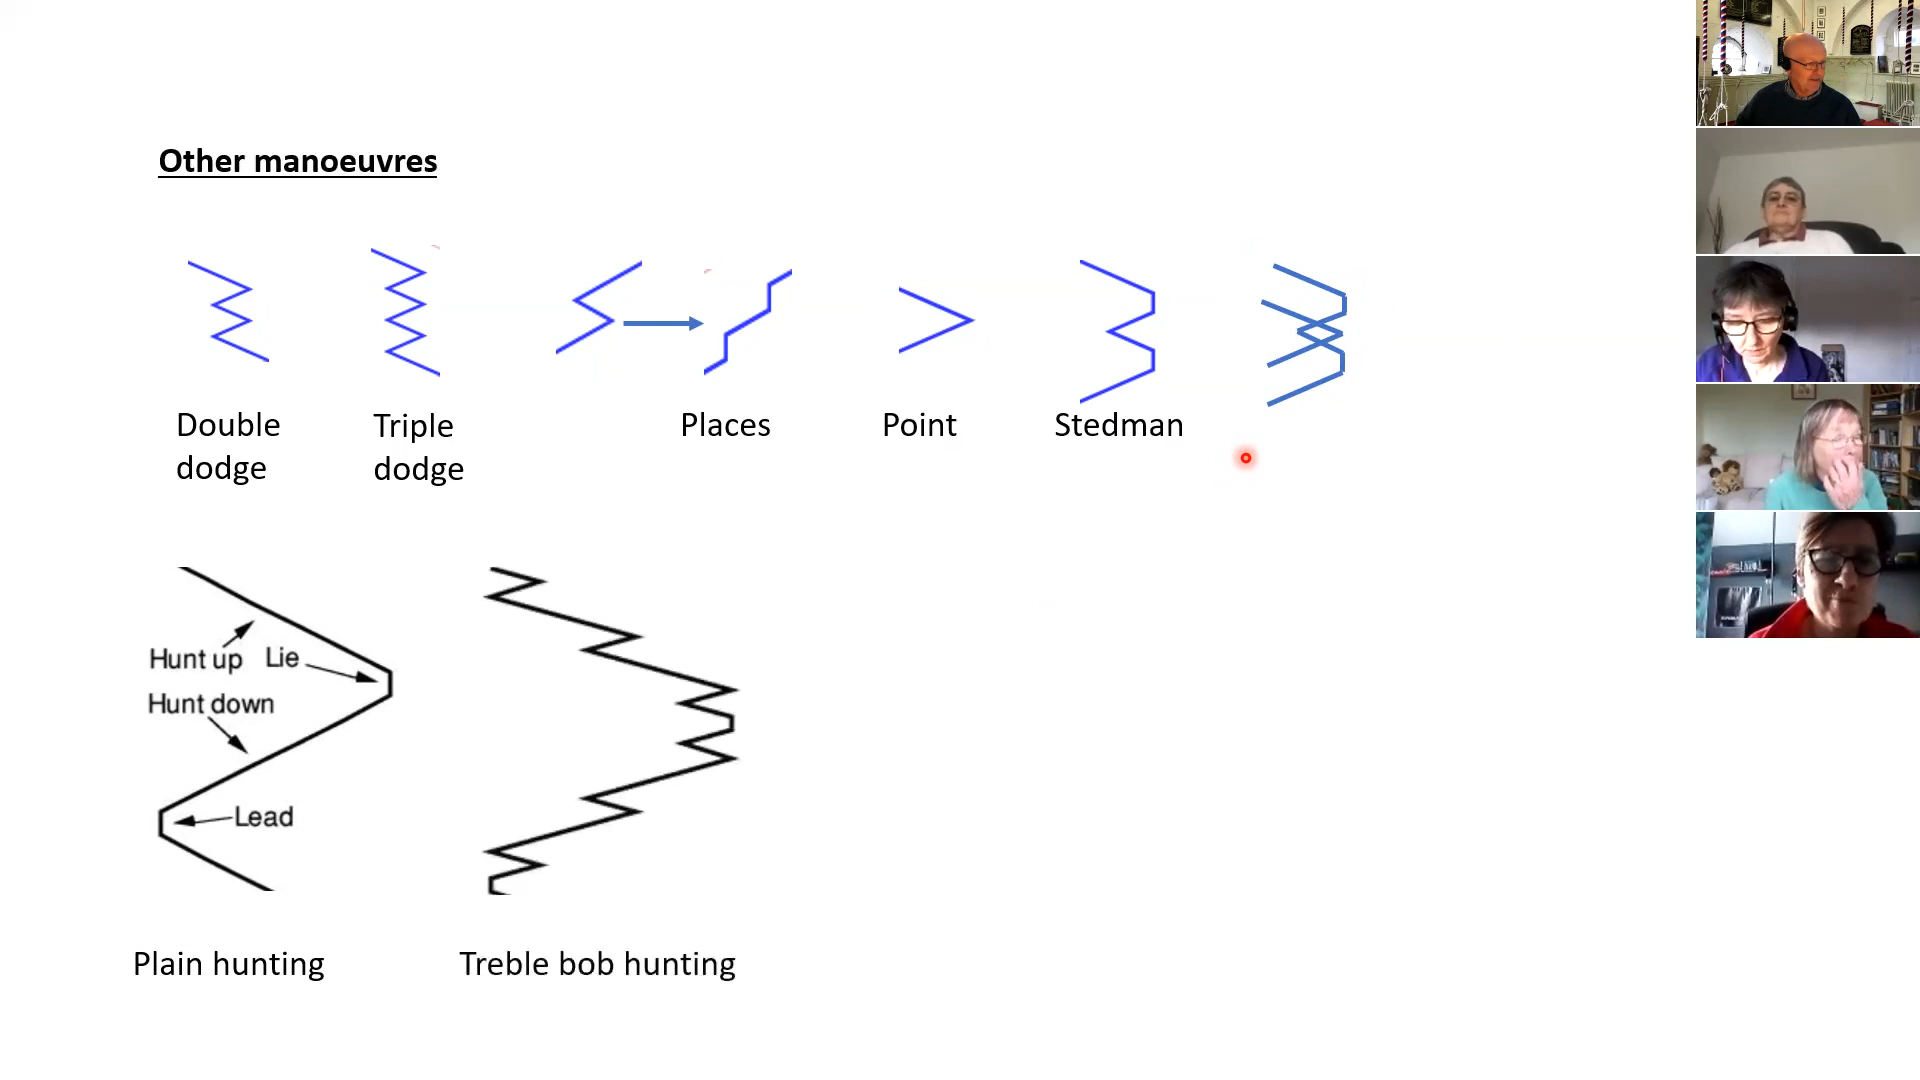 Other manoeuvres
Double
dodge
Triple
dodge
Places
Point
Stedman
Hunt up
Lie
Hunt down
Lead
Plain hunting
Treble bob hunting